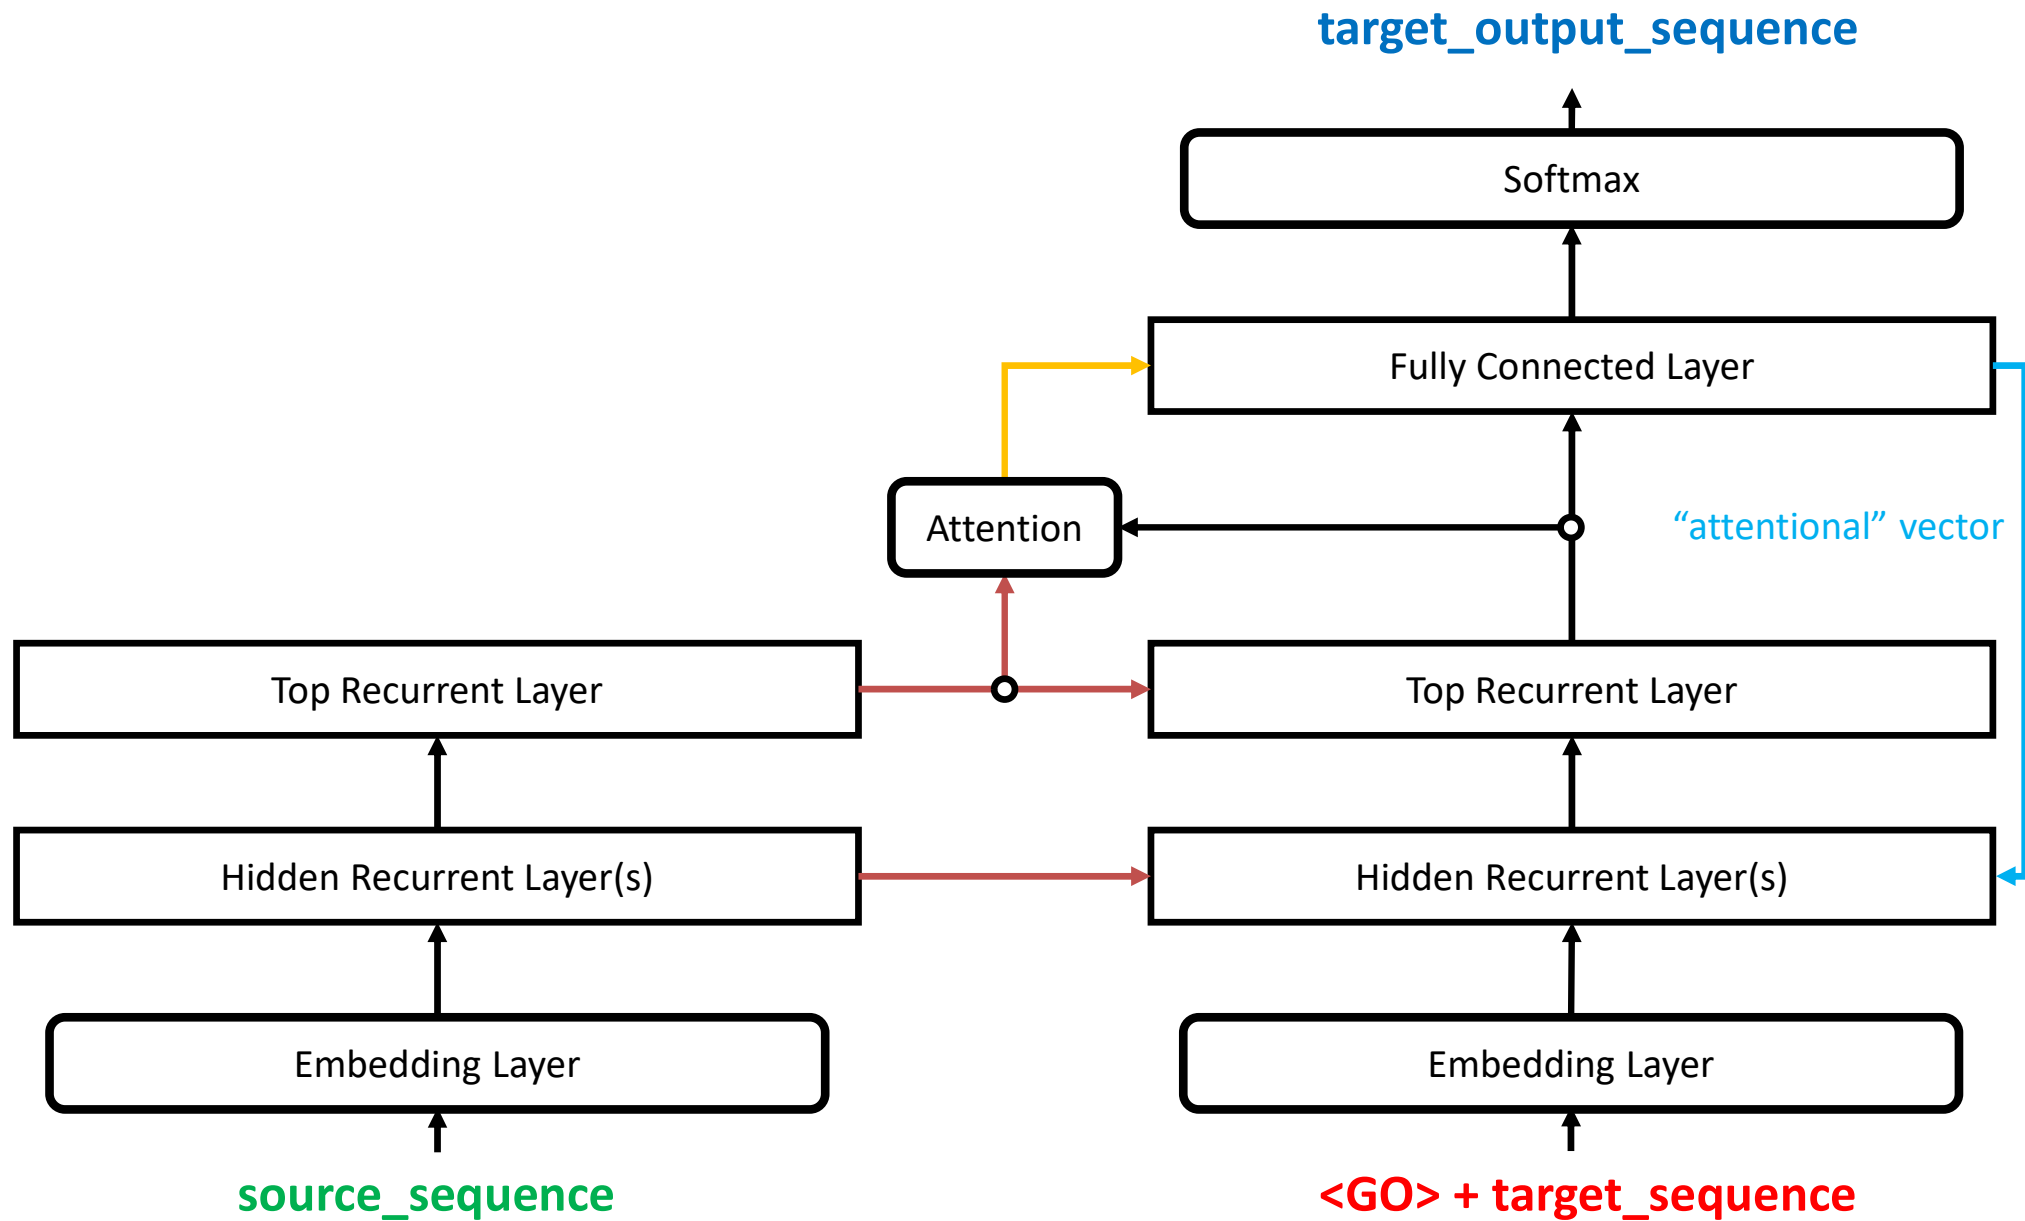 target_output_sequence
Softmax
Fully Connected Layer
Attention
“attentional” vector
Top Recurrent Layer
Top Recurrent Layer
Hidden Recurrent Layer(s)
Hidden Recurrent Layer(s)
Embedding Layer
Embedding Layer
source_sequence
<GO> + target_sequence